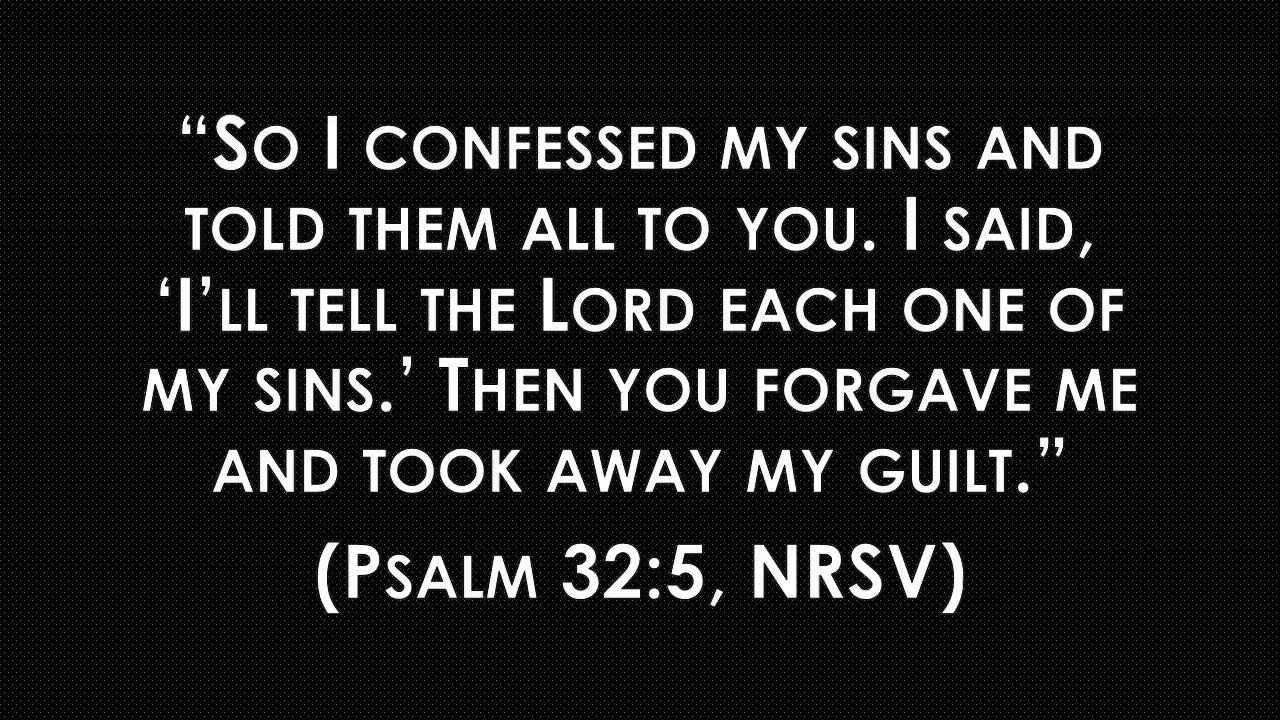 “So I confessed my sins and
told them all to you. I said,
‘I’ll tell the Lord each one of
my sins.’ Then you forgave me
and took away my guilt.”
(Psalm 32:5, NRSV)